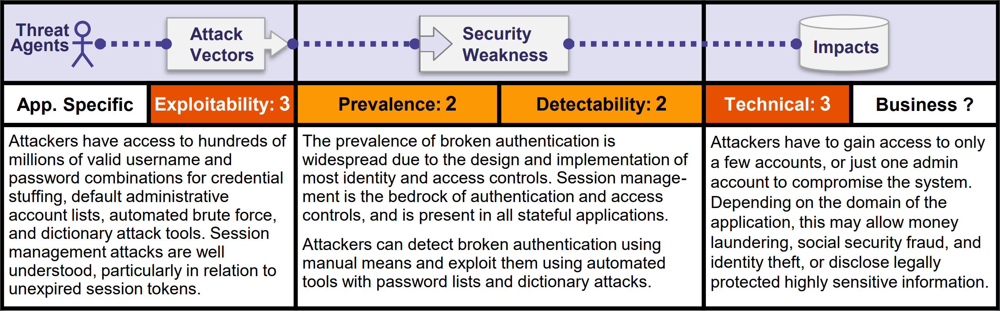 Threat
Agents
Attack
Vectors
Security
Weakness
Impacts
App. Specific
Exploitability: 3
Prevalence: 2
Detectability: 2
Technical: 3
Business ?
Attackers have access to hundreds of
millions of valid username and
password combinations for credential
stuffing, default administrative
account lists, automated brute force,
and dictionary attack tools. Session
management attacks are well
understood, particularly in relation to
unexpired session tokens.
The prevalence of broken authentication is
widespread due to the design and implementation of
most identity and access controls. Session manage-
ment is the bedrock of authentication and access
controls, and is present in all stateful applications.
Attackers can detect broken authentication using
manual means and exploit them using automated
tools with password lists and dictionary attacks.
Attackers have to gain access to only
a few accounts, or just one admin
account to compromise the system.
Depending on the domain of the
application, this may allow money
laundering, social security fraud, and
identity theft, or disclose legally
protected highly sensitive information.